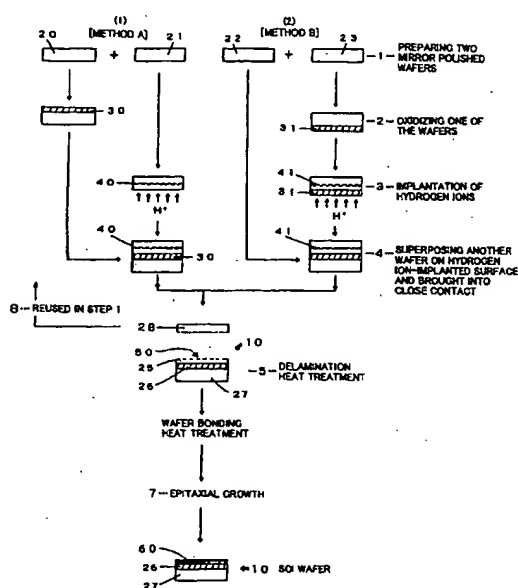 (1)
[METHOD A]
(2)
[METHOD B]
20 + 21
22 + 23
1 PREPARING TWO
MIRROR POLISHED
WAFERS
30
31
2 OXIDIZING ONE
OF THE WAFERS
40
H+
41
31
H+
3 IMPLANTATION OF
HYDROGEN IONS
40
30
41
4 SUPERPOSING ANOTHER
WAFER ON HYDROGEN
ION-IMPLANTED SURFACE
AND BROUGHT INTO
CLOSE CONTACT
8 REUSED IN STEP 1
28
10
50
25
26
27
5 DELAMINATION
HEAT TREATMENT
WAFER BONDING
HEAT TREATMENT
7 EPITAXIAL GROWTH
60
26
27
10 SOI WAFER